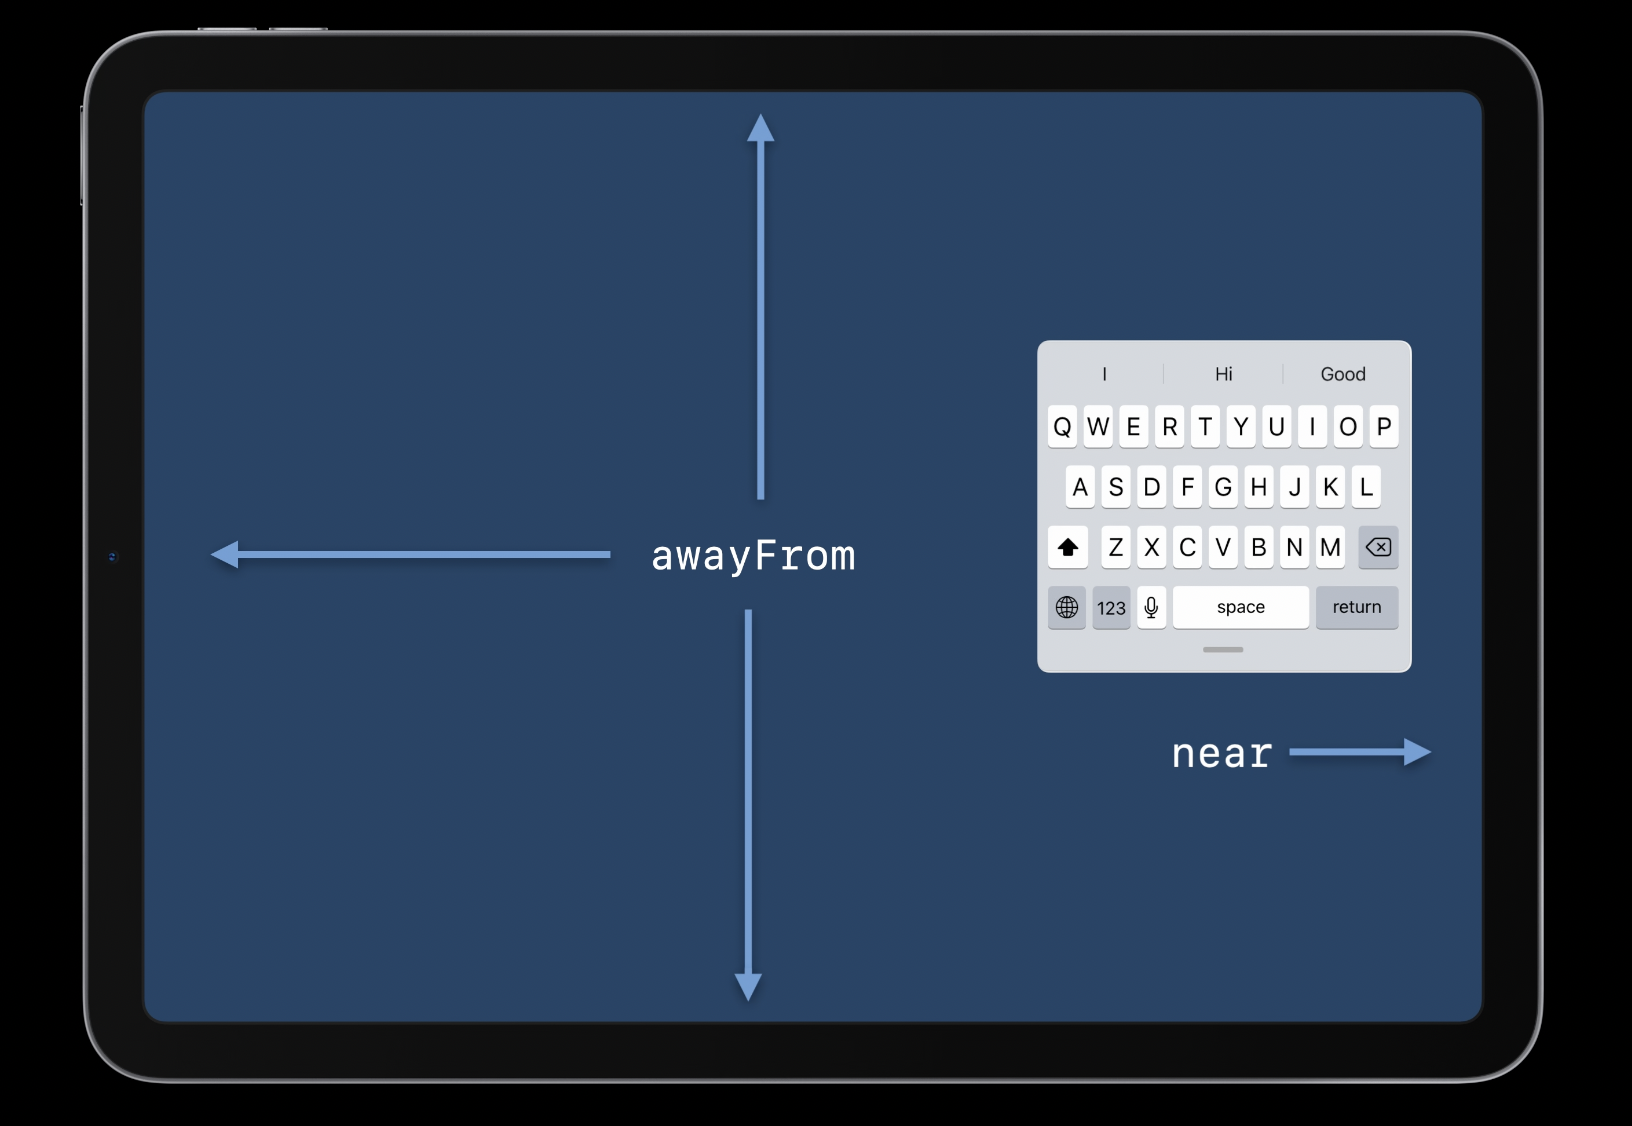 I Hi Good
Q W E R T Y U I O P
A S D F G H J K L
Z X C V B N M
123 space return
awayFrom
near